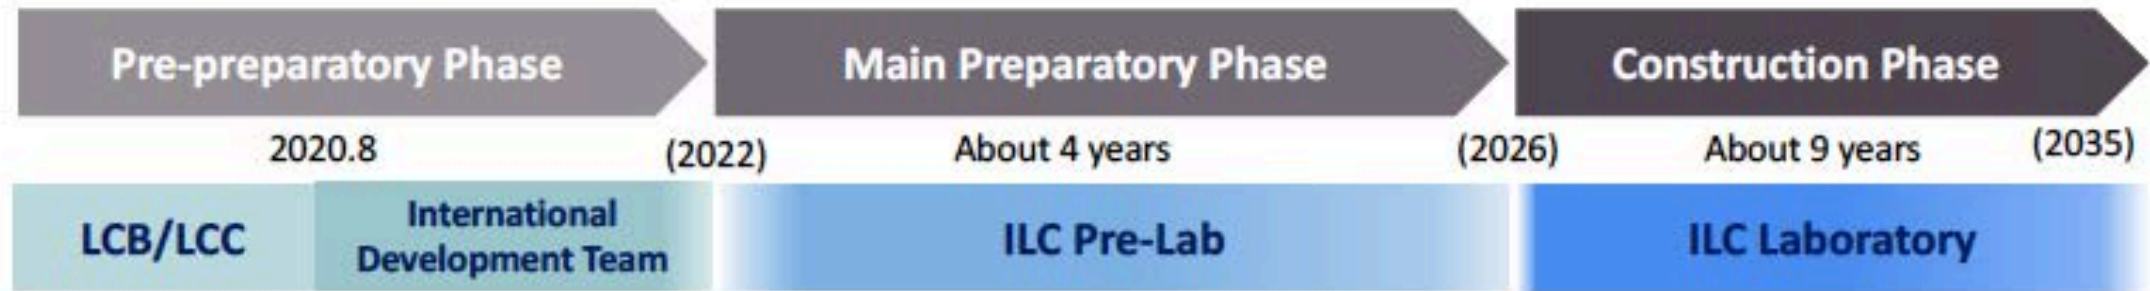 Pre-preparatory Phase
Main Preparatory Phase
Construction Phase
2020.8
(2022)
About 4 years
(2026)
About 9 years
(2035)
LCB/LCC
International
Development Team
ILC Pre-Lab
ILC Laboratory